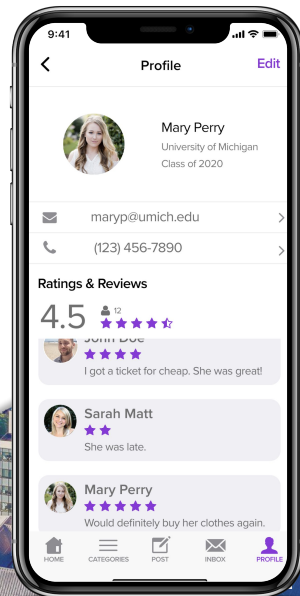 9:41
Profile
Edit
Mary Perry
University of Michigan
Class of 2020
maryp@umich.edu
(123) 456-7890
Ratings & Reviews
4.5
12
John Doe
I got a ticket for cheap. She was great!
Sarah Matt
She was late.
Mary Perry
Would definitely buy her clothes again.
HOME
CATEGORIES
POST
INBOX
PROFILE